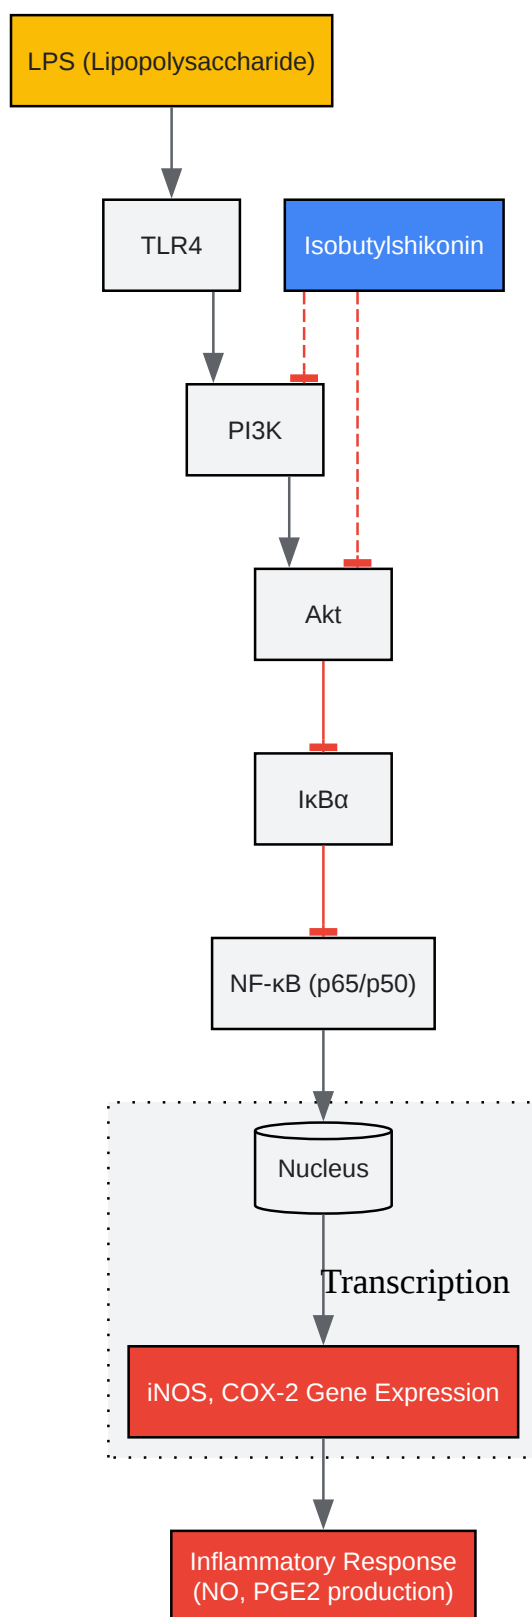 LPS (Lipopolysaccharide)
TLR4
Isobutylshikonin
PI3K
Akt
IκBα
NF-κB (p65/p50)
Nucleus
Transcription
iNOS, COX-2 Gene Expression
Inflammatory Response
(NO, PGE2 production)